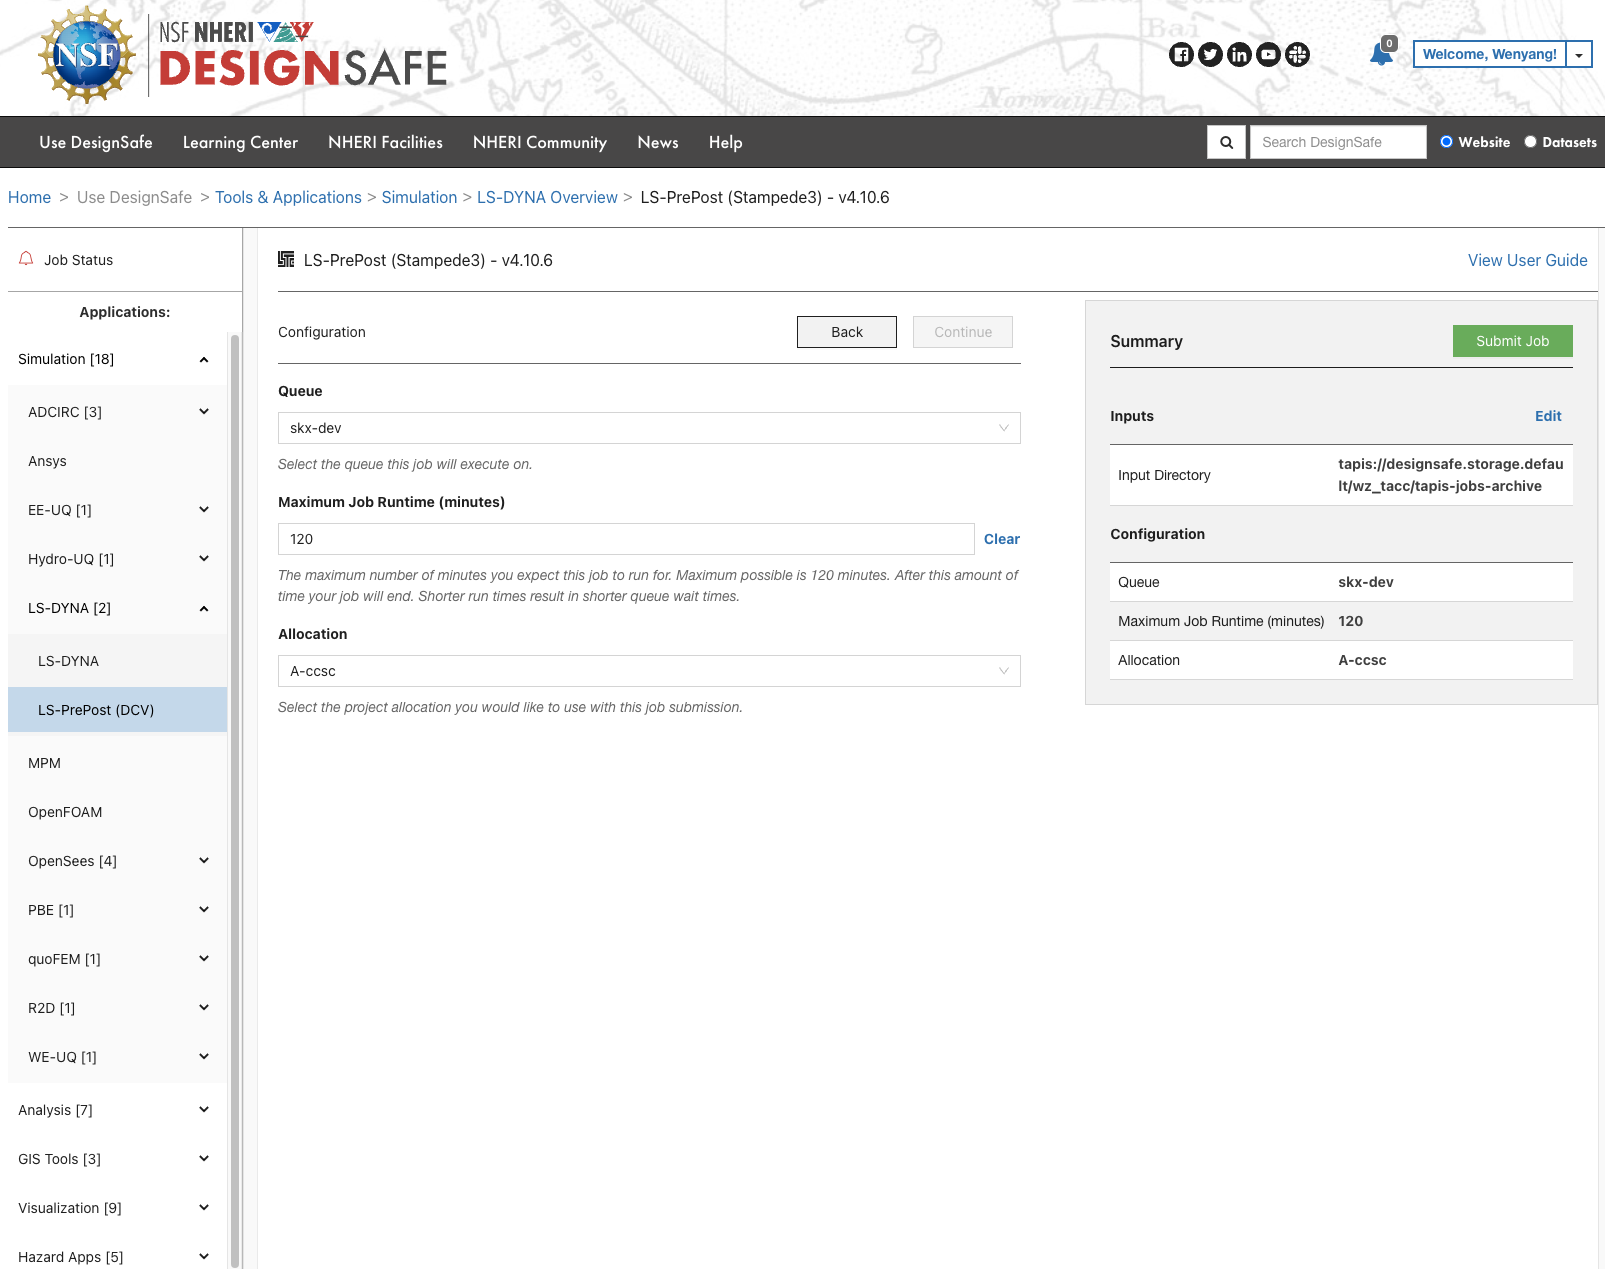 NSF
NSF NHERI
DESIGNSAFE
Bai
Norway H
0
Welcome, Wenyang!
Use DesignSafe Learning Center NHERI Facilities NHERI Community News Help
Search DesignSafe Website Datasets
Home > Use DesignSafe > Tools & Applications > Simulation > LS-DYNA Overview > LS-PrePost (Stampede3) - v4.10.6
Job Status
Applications:
Simulation [18]
ADCIRC [3]
Ansys
EE-UQ [1]
Hydro-UQ [1]
LS-DYNA [2]
LS-DYNA
LS-PrePost (DCV)
MPM
OpenFOAM
OpenSees [4]
PBE [1]
quoFEM [1]
R2D [1]
WE-UQ [1]
Analysis [7]
GIS Tools [3]
Visualization [9]
Hazard Apps [5]
LS-PrePost (Stampede3) - v4.10.6
View User Guide
Configuration
Back
Continue
Queue
skx-dev
Select the queue this job will execute on.
Maximum Job Runtime (minutes)
120
Clear
The maximum number of minutes you expect this job to run for. Maximum possible is 120 minutes. After this amount of
time your job will end. Shorter run times result in shorter queue wait times.
Allocation
A-ccsc
Select the project allocation you would like to use with this job submission.
Summary
Submit Job
Inputs
Edit
Input Directory
tapis://designsafe.storage.defau
lt/wz_tacc/tapis-jobs-archive
Configuration
Queue skx-dev
Maximum Job Runtime (minutes) 120
Allocation A-ccsc